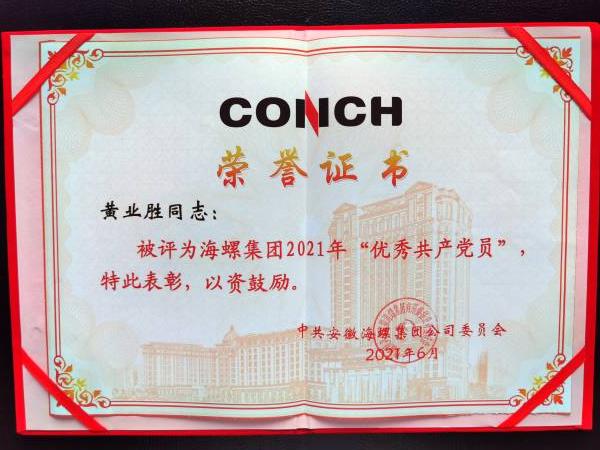 CONCH
荣誉证书
黄业胜同志：
被评为海螺集团2021年“优秀共产党员”，
特此表彰，以资鼓励。
中共安徽海螺集团公司委员会
2021年6月